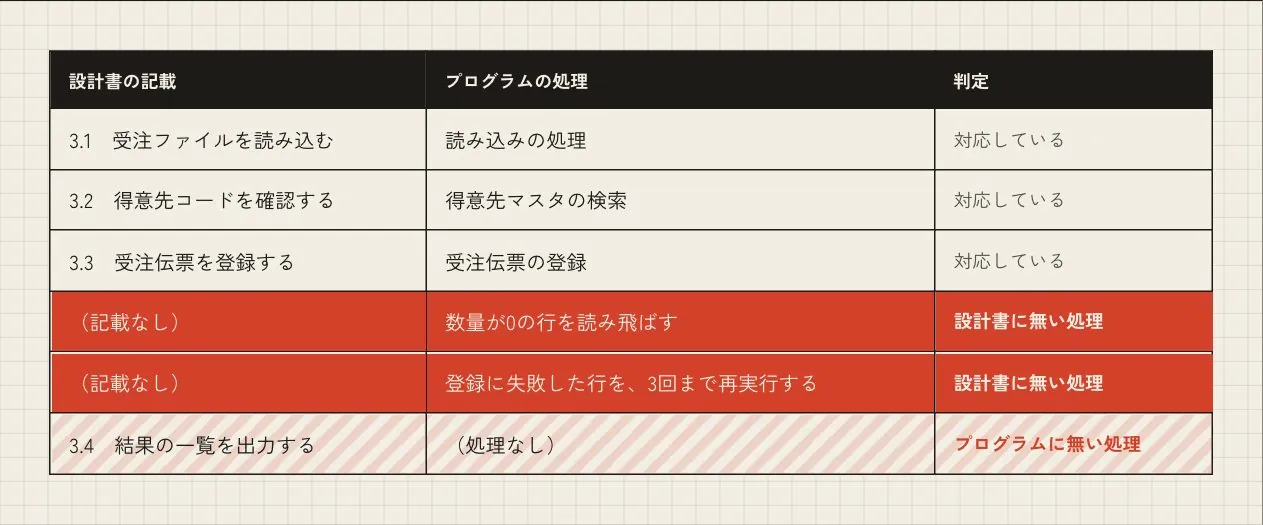 設計書の記載 プログラムの処理 判定
3.1 受注ファイルを読み込む 読み込みの処理 対応している
3.2 得意先コードを確認する 得意先マスタの検索 対応している
3.3 受注伝票を登録する 受注伝票の登録 対応している
（記載なし） 数量が0の行を読み飛ばす 設計書に無い処理
（記載なし） 登録に失敗した行を、3回まで再実行する 設計書に無い処理
3.4 結果の一覧を出力する （処理なし） プログラムに無い処理